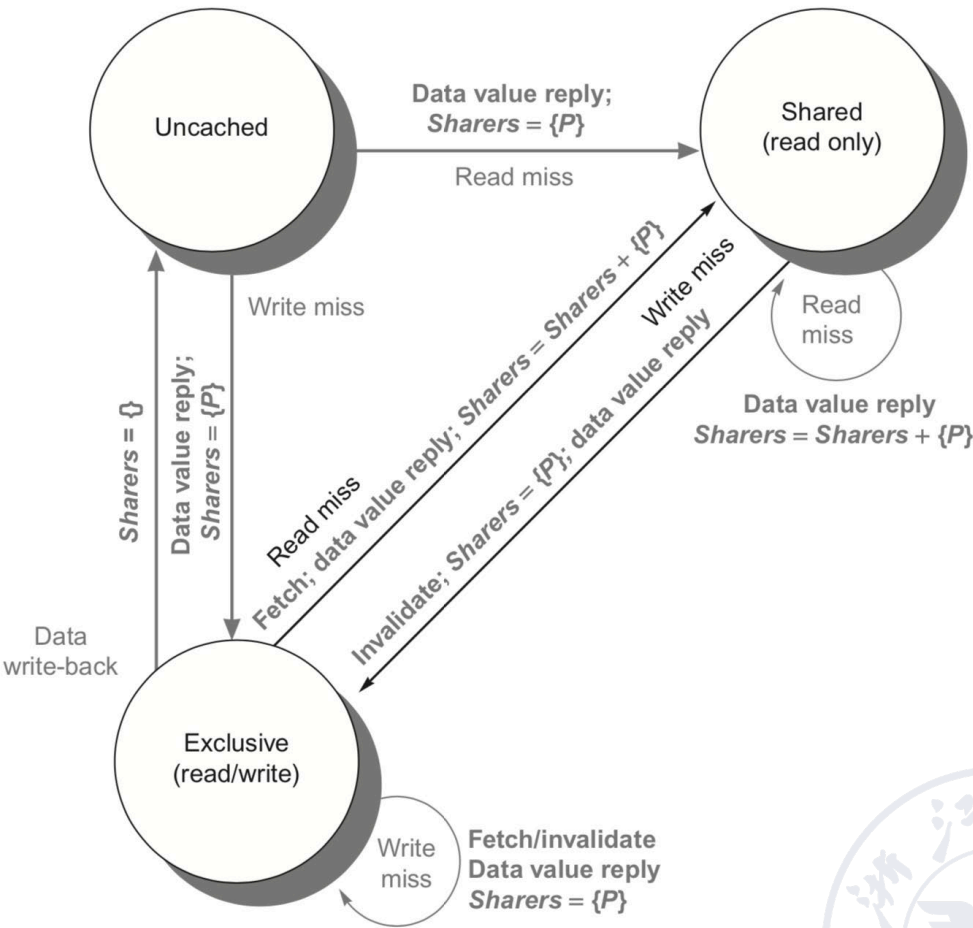 Uncached
Data value reply;
Sharers = {P}
Read miss
Shared
(read only)
Write miss
Sharers = {}
Data value reply;
Sharers = {P}
Read miss
Fetch; data value reply; Sharers = Sharers + {P}
Write miss
Invalidate; Sharers = {P}; data value reply
Read
miss
Data value reply
Sharers = Sharers + {P}
Data
write-back
Exclusive
(read/write)
Write
miss
Fetch/invalidate
Data value reply
Sharers = {P}